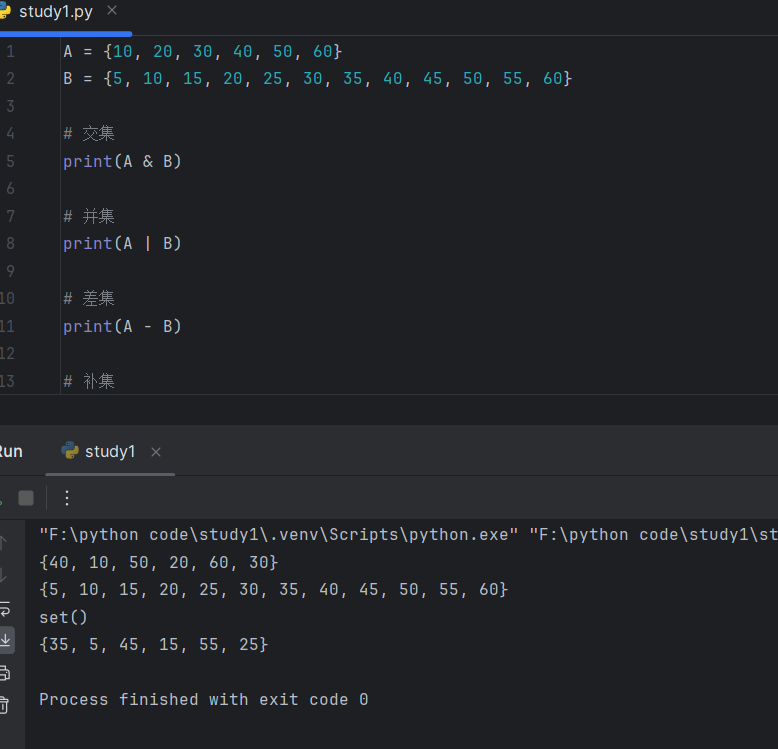 study1.py
1 A = {10, 20, 30, 40, 50, 60}
2 B = {5, 10, 15, 20, 25, 30, 35, 40, 45, 50, 55, 60}
3
4 # 交集
5 print(A & B)
6
7 # 并集
8 print(A | B)
9
10 # 差集
11 print(A - B)
12
13 # 补集
Run study1
"F:\python code\study1\.venv\Scripts\python.exe" "F:\python code\study1\st
{40, 10, 50, 20, 60, 30}
{5, 10, 15, 20, 25, 30, 35, 40, 45, 50, 55, 60}
set()
{35, 5, 45, 15, 55, 25}
Process finished with exit code 0